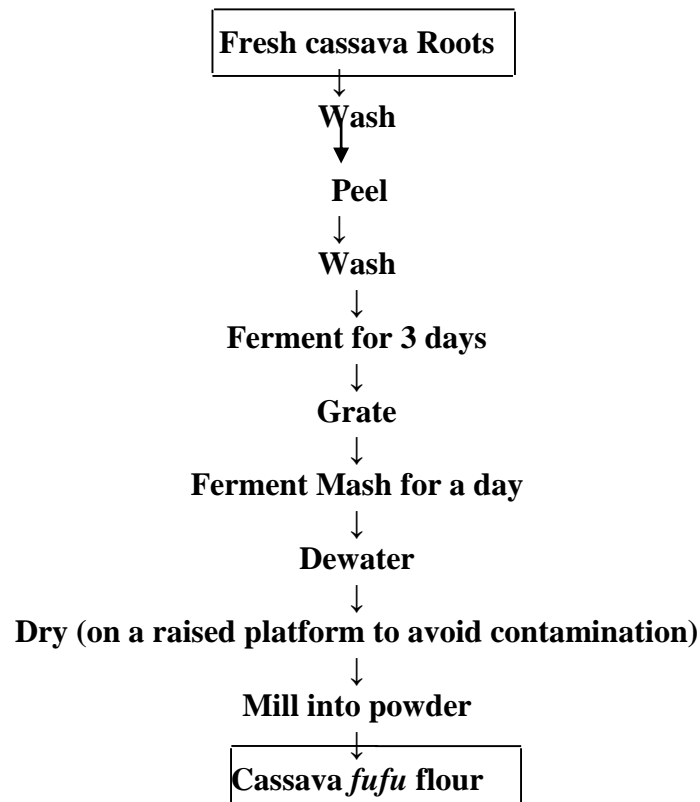 Fresh cassava Roots
↓
Wash
Peel
↓
Wash
↓
Ferment for 3 days
↓
Grate
↓
Ferment Mash for a day
↓
Dewater
↓
Dry (on a raised platform to avoid contamination)
↓
Mill into powder
↓
Cassava fufu flour